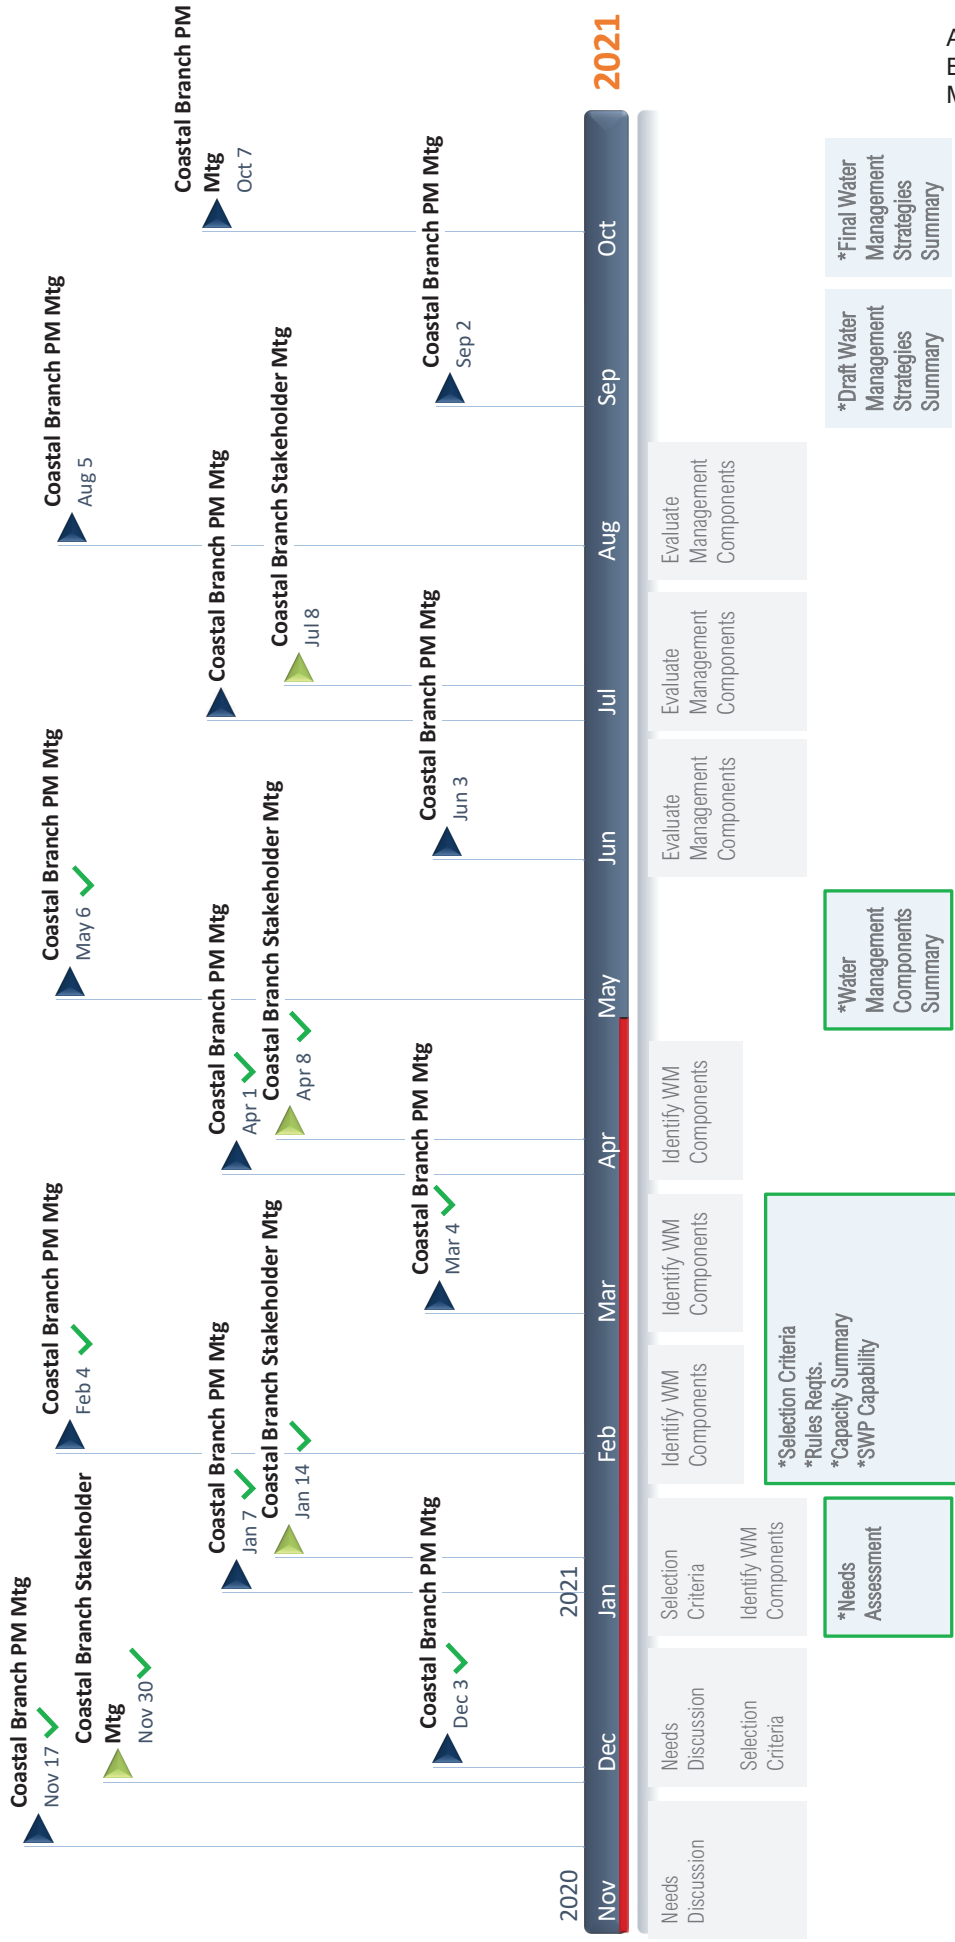 Coastal Branch PM Mtg
Nov 17
Coastal Branch Stakeholder
Mtg
Nov 30
Coastal Branch PM Mtg
Dec 3
Coastal Branch PM Mtg
Jan 7
Coastal Branch Stakeholder Mtg
Jan 14
Coastal Branch PM Mtg
Feb 4
Coastal Branch PM Mtg
Mar 4
Coastal Branch PM Mtg
Apr 1
Coastal Branch Stakeholder Mtg
Apr 8
Coastal Branch PM Mtg
May 6
Coastal Branch PM Mtg
Jun 3
Coastal Branch PM Mtg
Coastal Branch Stakeholder Mtg
Jul 8
Coastal Branch PM Mtg
Aug 5
Coastal Branch PM Mtg
Sep 2
Coastal Branch PM
Mtg
Oct 7
2020
2021
Nov
Dec
Jan
Feb
Mar
Apr
May
Jun
Jul
Aug
Sep
Oct
2021
Needs
Discussion
Needs
Discussion
Selection
Criteria
Selection
Criteria
Identify WM
Components
Identify WM
Components
Identify WM
Components
Identify WM
Components
Evaluate
Management
Components
Evaluate
Management
Components
Evaluate
Management
Components
*Needs
Assessment
*Selection Criteria
*Rules Reqts.
*Capacity Summary
*SWP Capability
*Water
Management
Components
Summary
*Draft Water
Management
Strategies
Summary
*Final Water
Management
Strategies
Summary